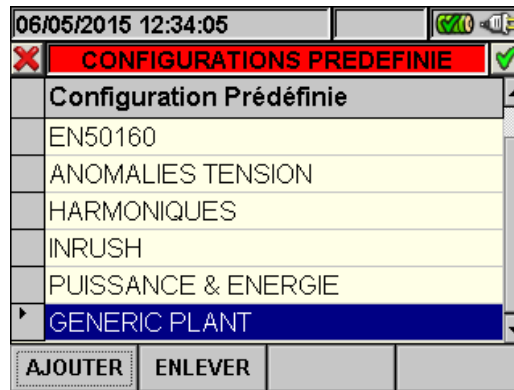 06/05/2015 12:34:05
CONFIGURATIONS PREDEFINIE
Configuration Prédéfinie
EN50160
ANOMALIES TENSION
HARMONIQUES
INRUSH
PUISSANCE & ENERGIE
GENERIC PLANT
AJOUTER ENLEVER